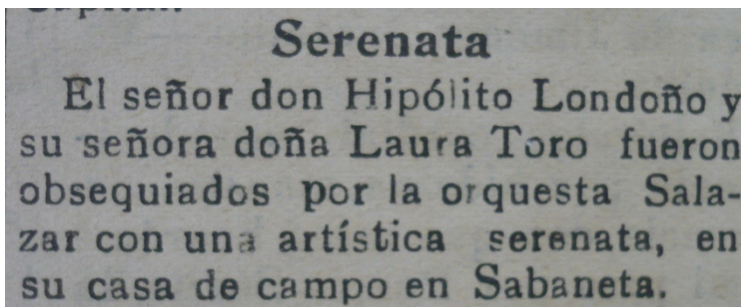 Serenata
El señor don Hipólito Londoño y
su señora doña Laura Toro fueron
obsequiados por la orquesta Sala-
zar con una artística serenata, en
su casa de campo en Sabaneta.